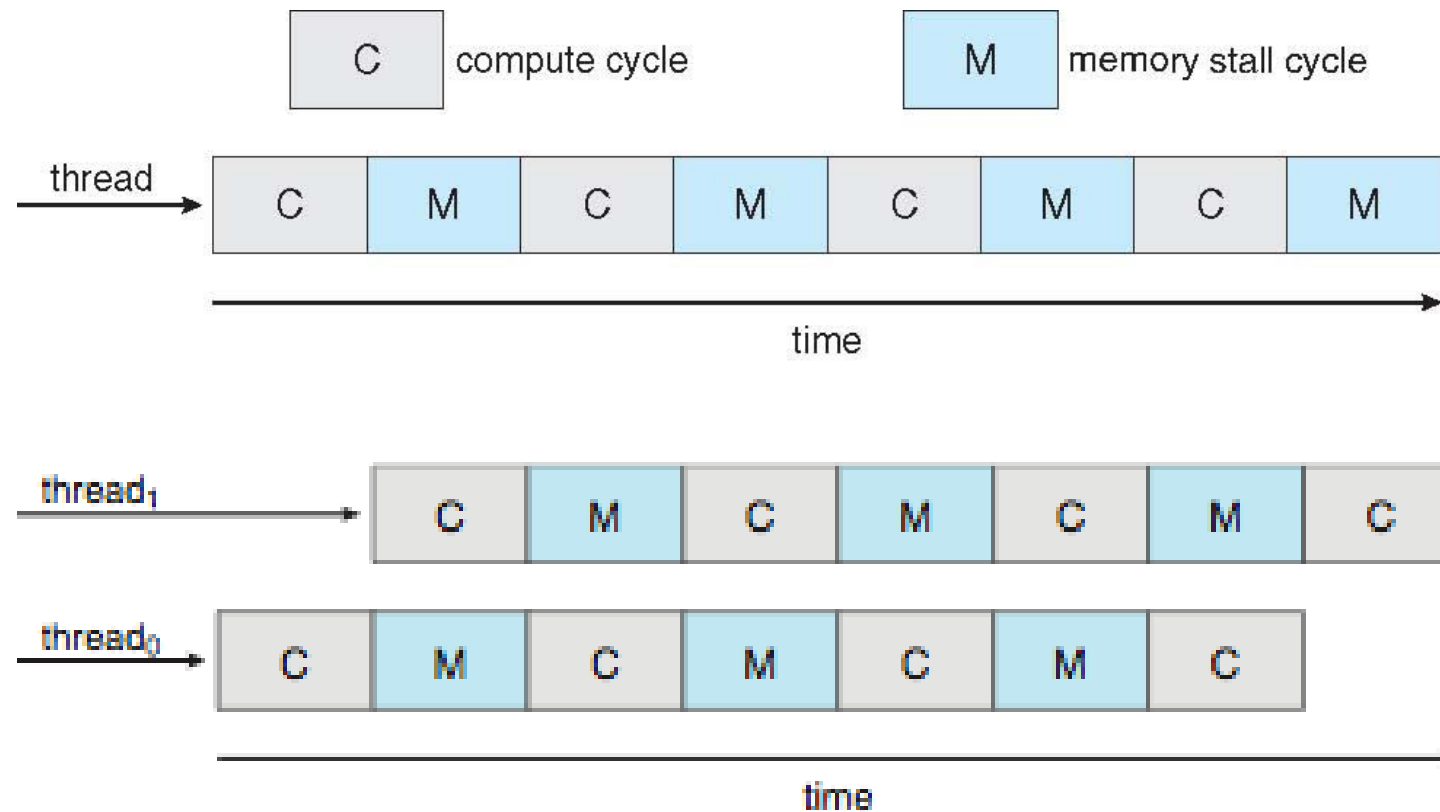 C compute cycle M memory stall cycle
thread
C M C M C M C M
time
thread₁
C M C M C M C
thread₀
C M C M C M C
time